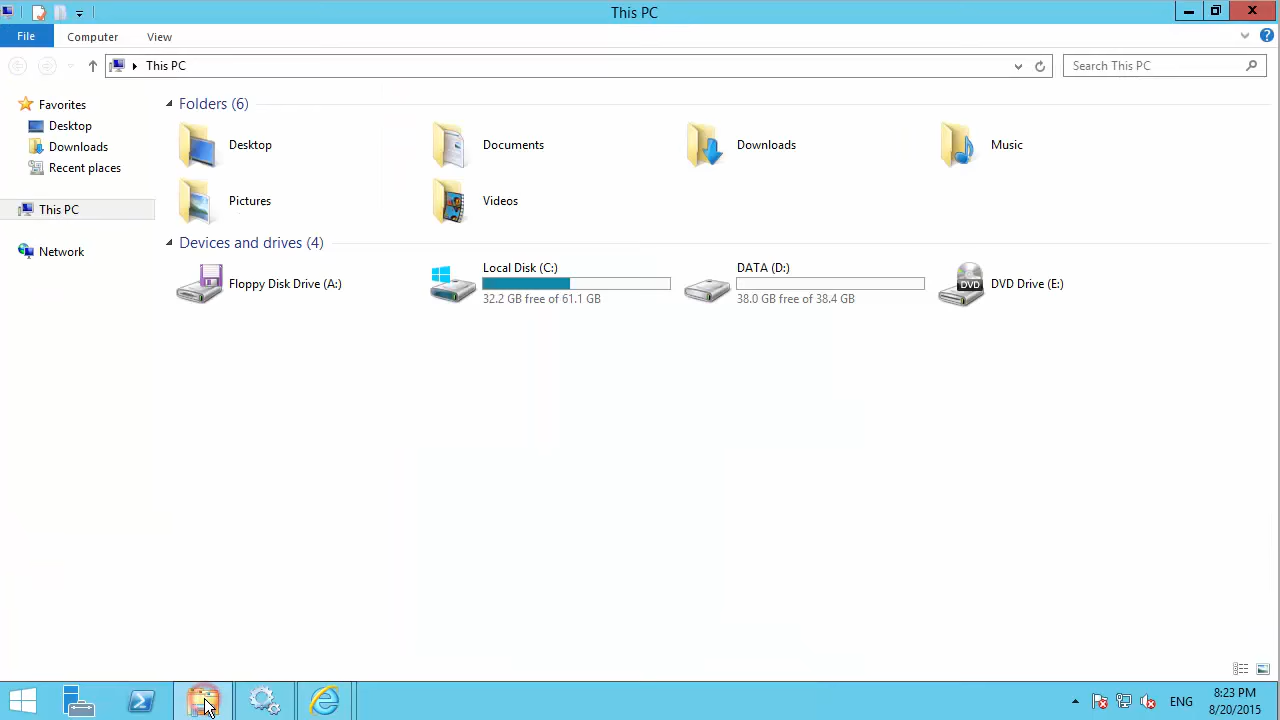 This PC
File
Computer
View
This PC
Search This PC
Favorites
Desktop
Downloads
Recent places
This PC
Network
Folders (6)
Desktop
Documents
Downloads
Music
Pictures
Videos
Devices and drives (4)
Floppy Disk Drive (A:)
Local Disk (C:)
32.2 GB free of 61.1 GB
DATA (D:)
38.0 GB free of 38.4 GB
DVD
DVD Drive (E:)
ENG
8:23 PM
8/20/2015